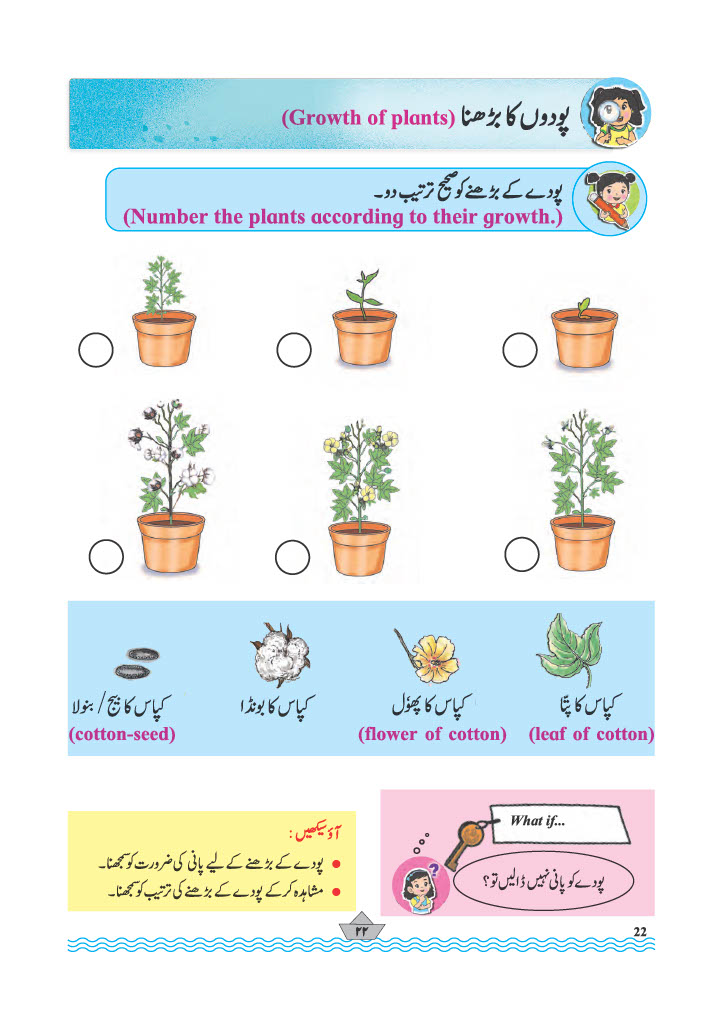 پودوں کا بڑھنا (Growth of plants)
پودے کے بڑھنے کو صحیح ترتیب دو۔
(Number the plants according to their growth.)
کپاس کا پتّا
(leaf of cotton)
کپاس کا پھوٗل
(flower of cotton)
کپاس کا بونڈا
کپاس کا بیج / بنولا
(cotton-seed)
What if...
پودے کو پانی نہیں ڈالیں تو؟
آؤ سیکھیں :
● پودے کے بڑھنے کے لیے پانی کی ضرورت کو سمجھنا۔
● مشاہدہ کرکے پودے کے بڑھنے کی ترتیب کو سمجھنا۔
۲۲
22